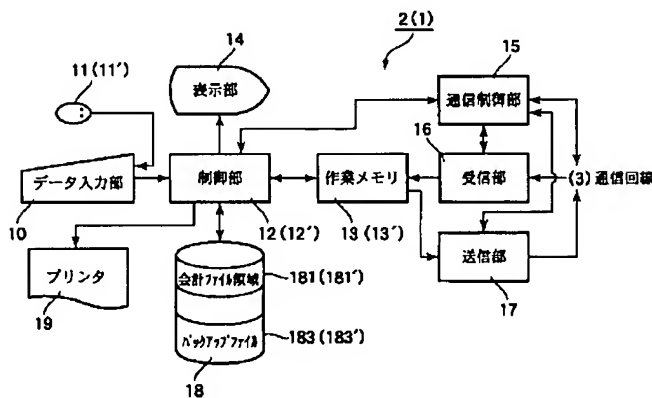 2(1)
14
15
11(11′)
表示部
通信制御部
16
データ入力部
制御部
作業メモリ
受信部
(3)通信回線
10
12(12′)
13(13′)
プリンタ
会計ファイル領域
181(181′)
送信部
19
17
バックアップファイル
183(183′)
18